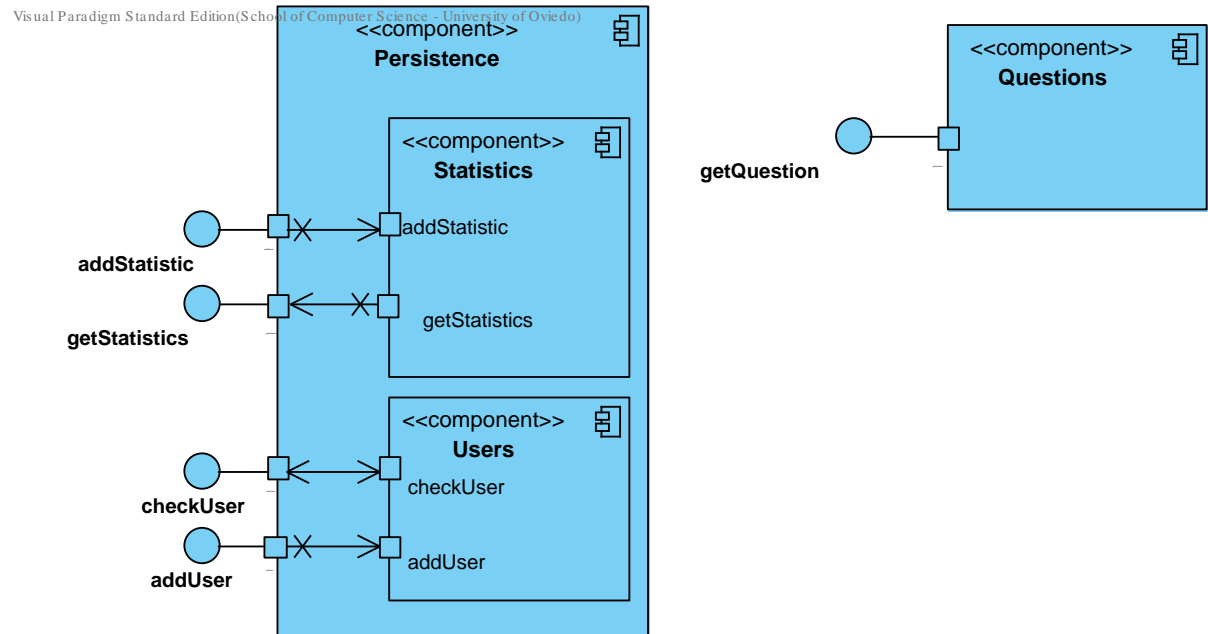 Visual Paradigm Standard Edition(School of Computer Science - University of Oviedo)
<<component>>
Persistence
<<component>>
Statistics
addStatistic
getStatistics
addStatistic
getStatistics
<<component>>
Users
checkUser
addUser
checkUser
addUser
<<component>>
Questions
getQuestion